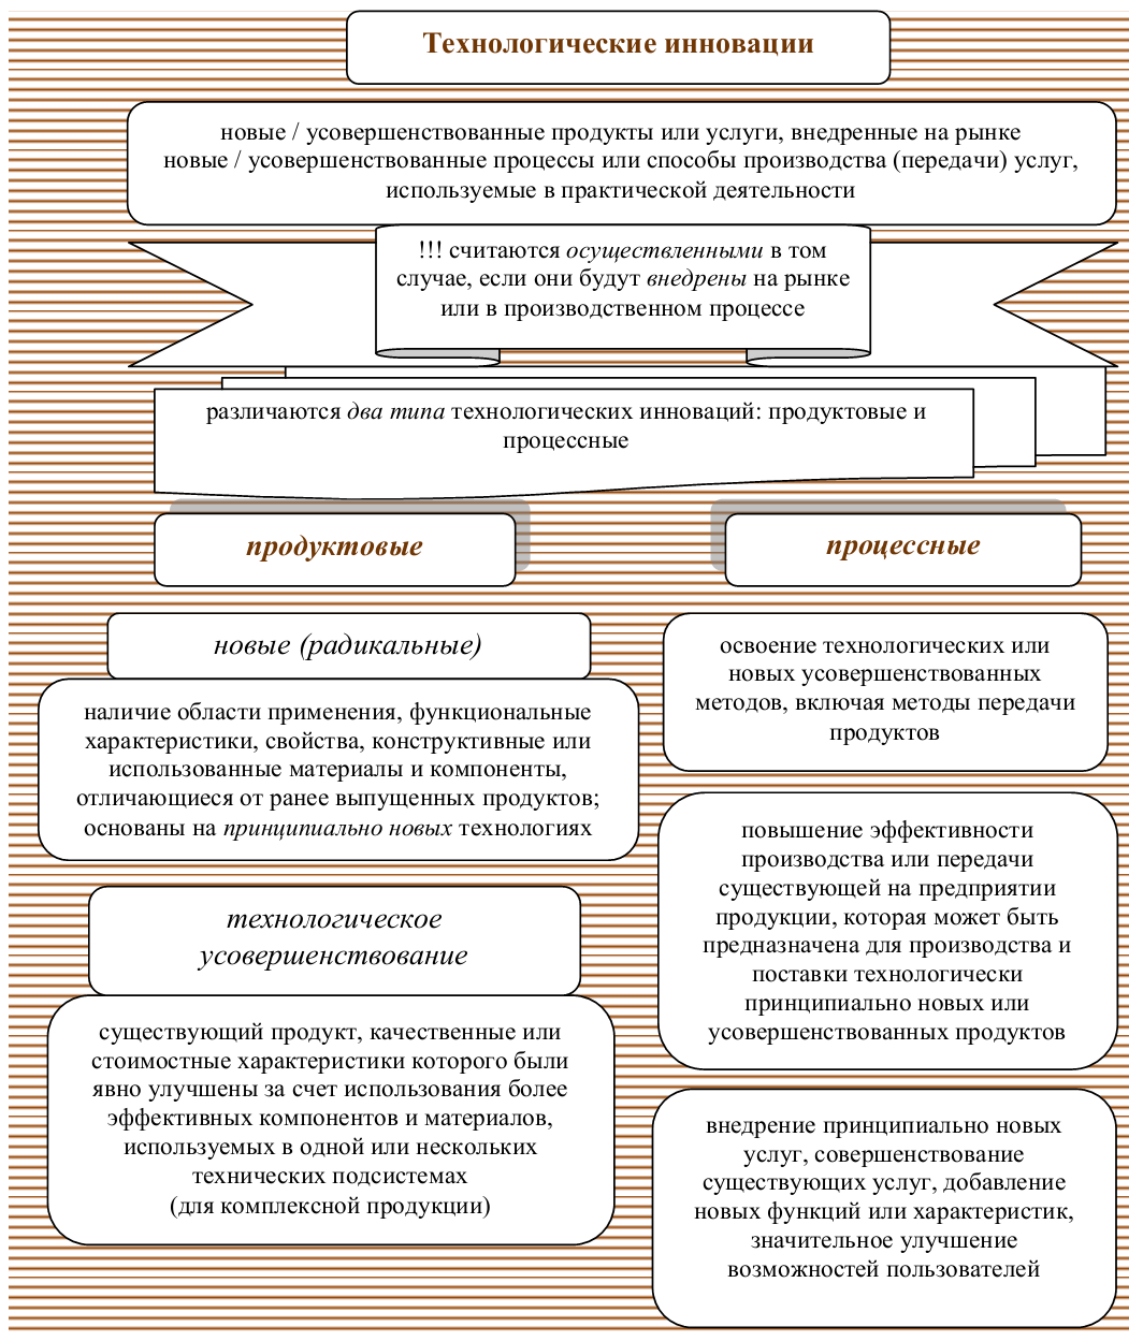 Технологические инновации
новые / усовершенствованные продукты или услуги, внедренные на рынке
новые / усовершенствованные процессы или способы производства (передачи) услуг,
используемые в практической деятельности
!!! считаются осуществленными в том
случае, если они будут внедрены на рынке
или в производственном процессе
различаются два типа технологических инноваций: продуктовые и
процессные
продуктовые
новые (радикальные)
наличие области применения, функциональные
характеристики, свойства, конструктивные или
использованные материалы и компоненты,
отличающиеся от ранее выпущенных продуктов;
основаны на принципиально новых технологиях
технологическое
усовершенствование
существующий продукт, качественные или
стоимостные характеристики которого были
явно улучшены за счет использования более
эффективных компонентов и материалов,
используемых в одной или нескольких
технических подсистемах
(для комплексной продукции)
процессные
освоение технологических или
новых усовершенствованных
методов, включая методы передачи
продуктов
повышение эффективности
производства или передачи
существующей на предприятии
продукции, которая может быть
предназначена для производства и
поставки технологически
принципиально новых или
усовершенствованных продуктов
внедрение принципиально новых
услуг, совершенствование
существующих услуг, добавление
новых функций или характеристик,
значительное улучшение
возможностей пользователей